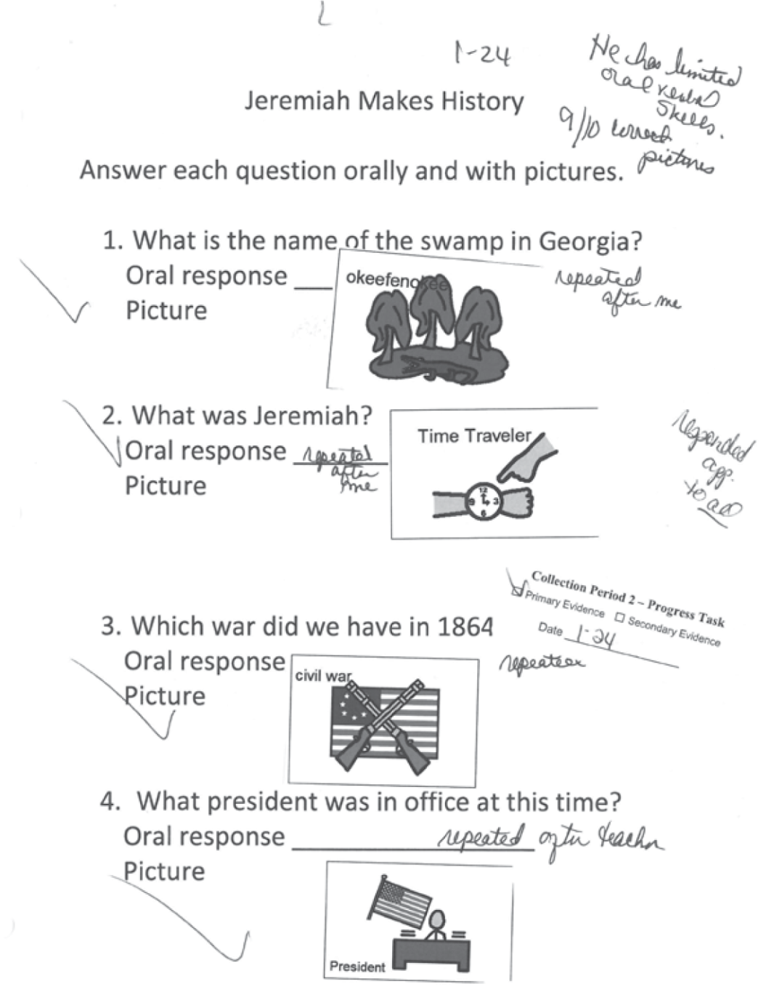 1-24
He has limited
oral verbal
skills.
9/10 correct
pictures
Jeremiah Makes History
Answer each question orally and with pictures.
1. What is the name of the swamp in Georgia?
Oral response ___
Picture
okeefenokee
repeated
after me
2. What was Jeremiah?
Oral response repeated
after
me
Picture
Time Traveler
12
9 3
6
responded
app.
to all
Collection Period 2 – Progress Task
Primary Evidence ☐ Secondary Evidence
Date 1-24
3. Which war did we have in 1864
Oral response
Picture
civil war
4. What president was in office at this time?
Oral response ___ repeated after teacher
Picture
President